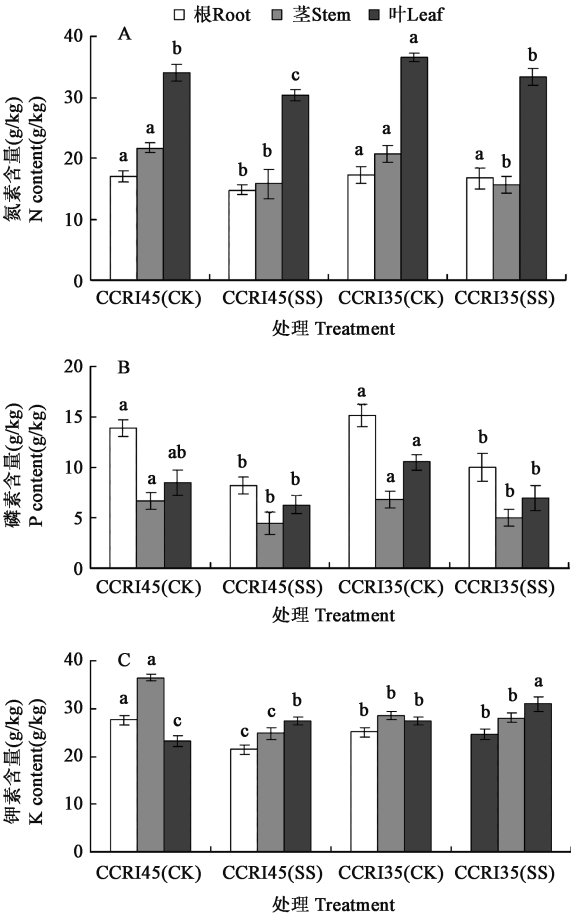 根Root 茎Stem 叶Leaf
A
氮素含量(g/kg)
N content(g/kg)
40
30
20
10
0
a a b
b b c
a a a
a b b
CCRI45(CK) CCRI45(SS) CCRI35(CK) CCRI35(SS)
处理 Treatment
B
磷素含量(g/kg)
P content(g/kg)
20
15
10
5
0
a a ab
b b b
a a a
b b b
CCRI45(CK) CCRI45(SS) CCRI35(CK) CCRI35(SS)
处理 Treatment
C
钾素含量(g/kg)
K content(g/kg)
40
30
20
10
0
a a c
c c b
b b b
b b a
CCRI45(CK) CCRI45(SS) CCRI35(CK) CCRI35(SS)
处理 Treatment